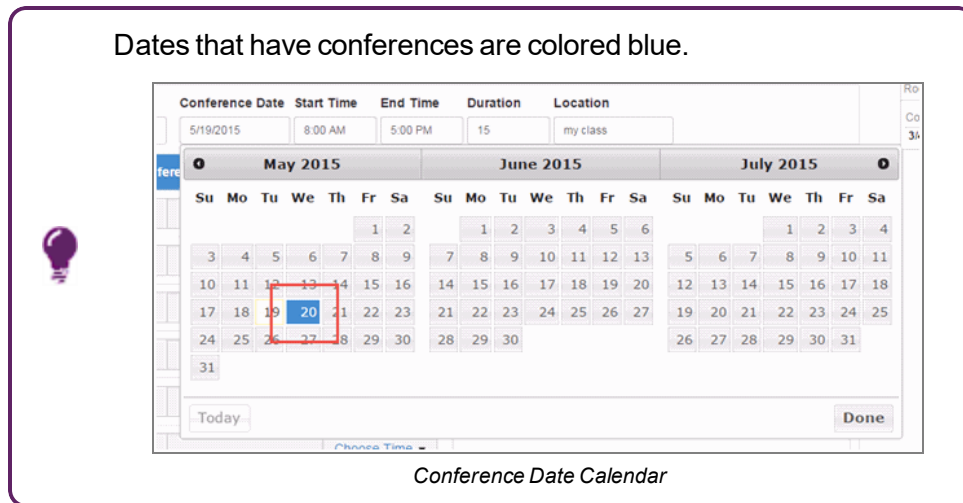 Dates that have conferences are colored blue.
Conference Date Start Time End Time Duration Location
5/19/2015 8:00 AM 5:00 PM 15 my class
Ro
Co
3/
fere
May 2015 June 2015 July 2015
Su Mo Tu We Th Fr Sa Su Mo Tu We Th Fr Sa Su Mo Tu We Th Fr Sa
1 2 1 2 3 4 5 6 1 2 3 4
3 4 5 6 7 8 9 7 8 9 10 11 12 13 5 6 7 8 9 10 11
10 11 12 13 14 15 16 14 15 16 17 18 19 20 12 13 14 15 16 17 18
17 18 19 20 21 22 23 21 22 23 24 25 26 27 19 20 21 22 23 24 25
24 25 26 27 28 29 30 28 29 30 26 27 28 29 30 31
31
Today Done
Choose Time
Conference Date Calendar